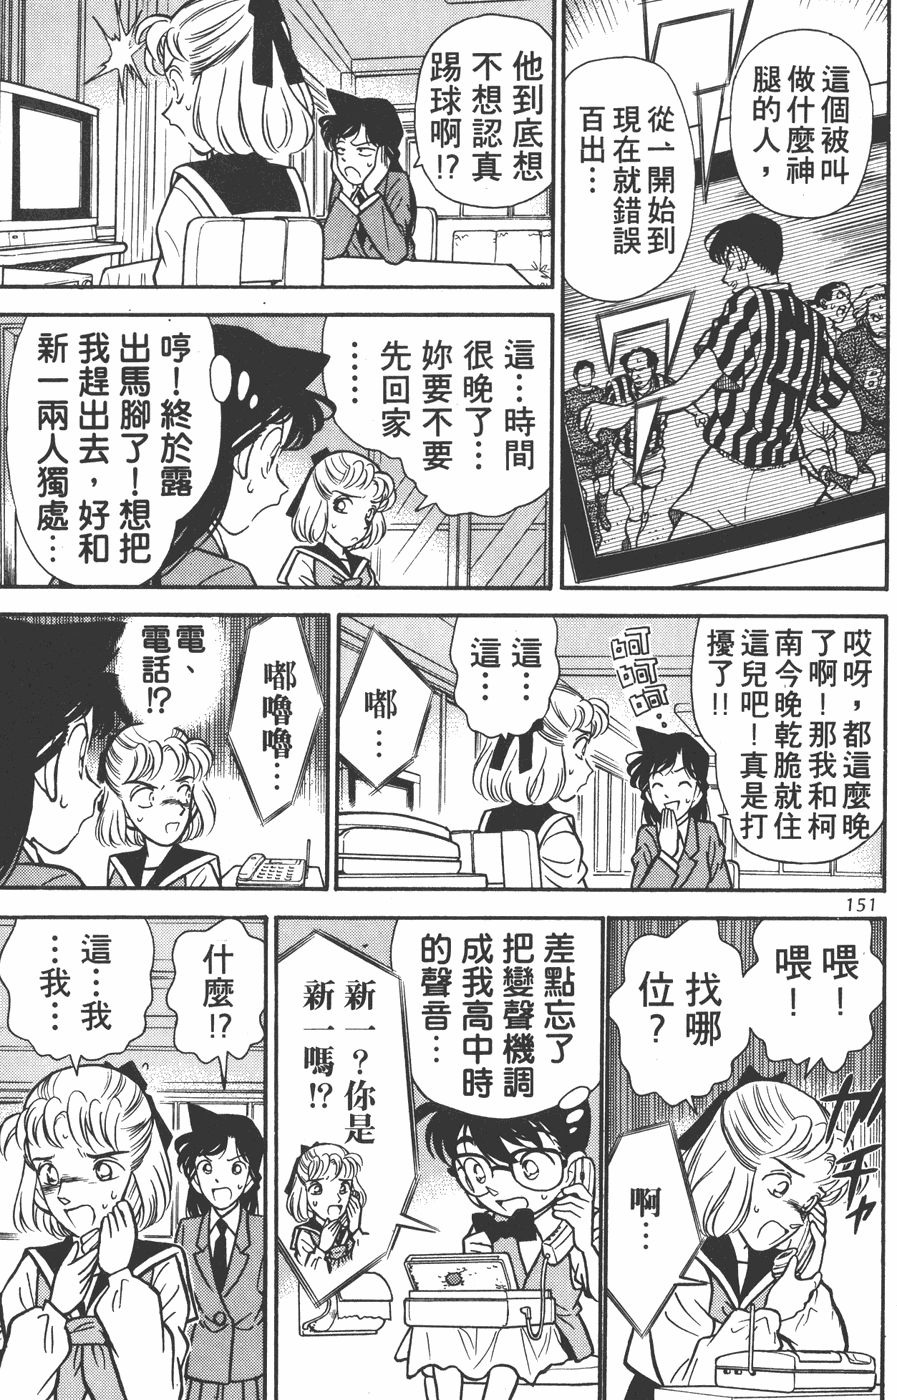 這個被叫
做什麼神
腿的人，
從一開始到
現在就錯誤
百出…
他到底想
不想認真
踢球啊!?
這…時間
很晚了…
妳要不要
先回家
……
哼！終於露
出馬腳了！想把
我趕出去，好和
新一兩人獨處…
哎呀，都這麼晚
了啊！那我和柯
南今晚乾脆就住
這兒吧！真是打
擾了!!
呵呵呵…
這…
這…
嘟…
嘟嚕嚕…
電、
電話!?
151
喂！
喂！
找哪
位？
啊…
差點忘了
把變聲機調
成我高中時
的聲音…
新一？你是
新一嗎!?
什麼!?
這…我
…我…